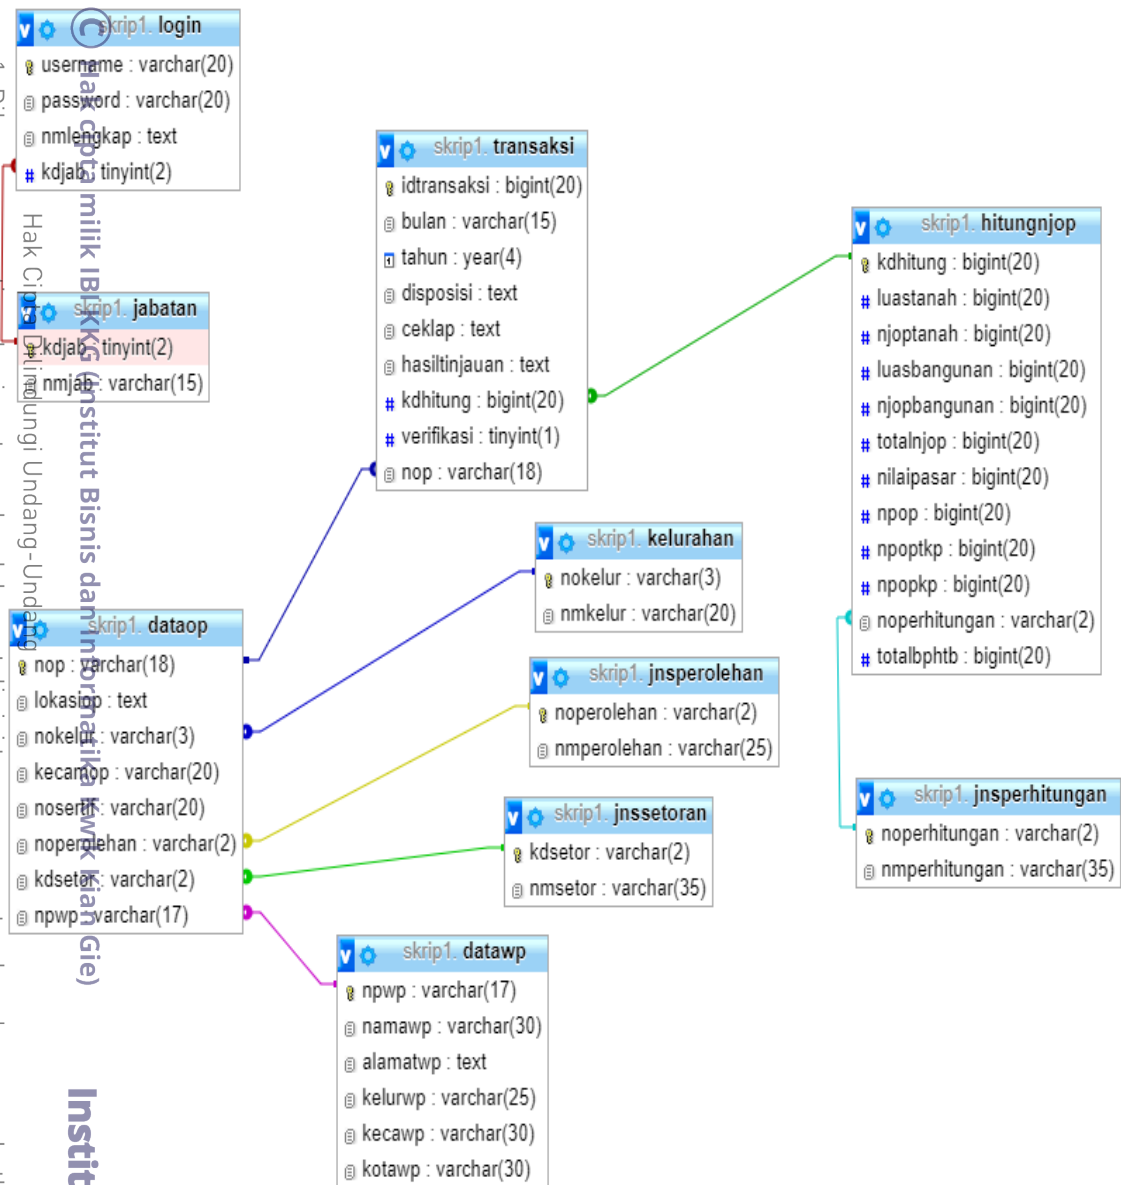 skrip1. login
username : varchar(20)
password : varchar(20)
nmlengkap : text
kdjab : tinyint(2)
skrip1. jabatan
kdjab : tinyint(2)
nmjab : varchar(15)
skrip1. transaksi
idtransaksi : bigint(20)
bulan : varchar(15)
tahun : year(4)
disposisi : text
ceklap : text
hasiltinjauan : text
kdhitung : bigint(20)
verifikasi : tinyint(1)
nop : varchar(18)
skrip1. hitungnjop
kdhitung : bigint(20)
luastanah : bigint(20)
njoptanah : bigint(20)
luasbangunan : bigint(20)
njopbangunan : bigint(20)
totalnjop : bigint(20)
nilaipasar : bigint(20)
npop : bigint(20)
npoptkp : bigint(20)
npopkp : bigint(20)
noperhitungan : varchar(2)
totalbphtb : bigint(20)
skrip1. kelurahan
nokelur : varchar(3)
nmkelur : varchar(20)
skrip1. dataop
nop : varchar(18)
lokasiop : text
nokelur : varchar(3)
kecamop : varchar(20)
nosertif : varchar(20)
noperolehan : varchar(2)
kdsetor : varchar(2)
npwp : varchar(17)
skrip1. jnsperolehan
noperolehan : varchar(2)
nmperolehan : varchar(25)
skrip1. jnssetoran
kdsetor : varchar(2)
nmsetor : varchar(35)
skrip1. jnsperhitungan
noperhitungan : varchar(2)
nmperhitungan : varchar(35)
skrip1. datawp
npwp : varchar(17)
namawp : varchar(30)
alamatwp : text
kelurwp : varchar(25)
kecawp : varchar(30)
kotawp : varchar(30)
© Hak cipta milik IBI KKG (Institut Bisnis dan Informatika Kwik Kian Gie)
Hak Cipta Dilindungi Undang-Undang
Instit